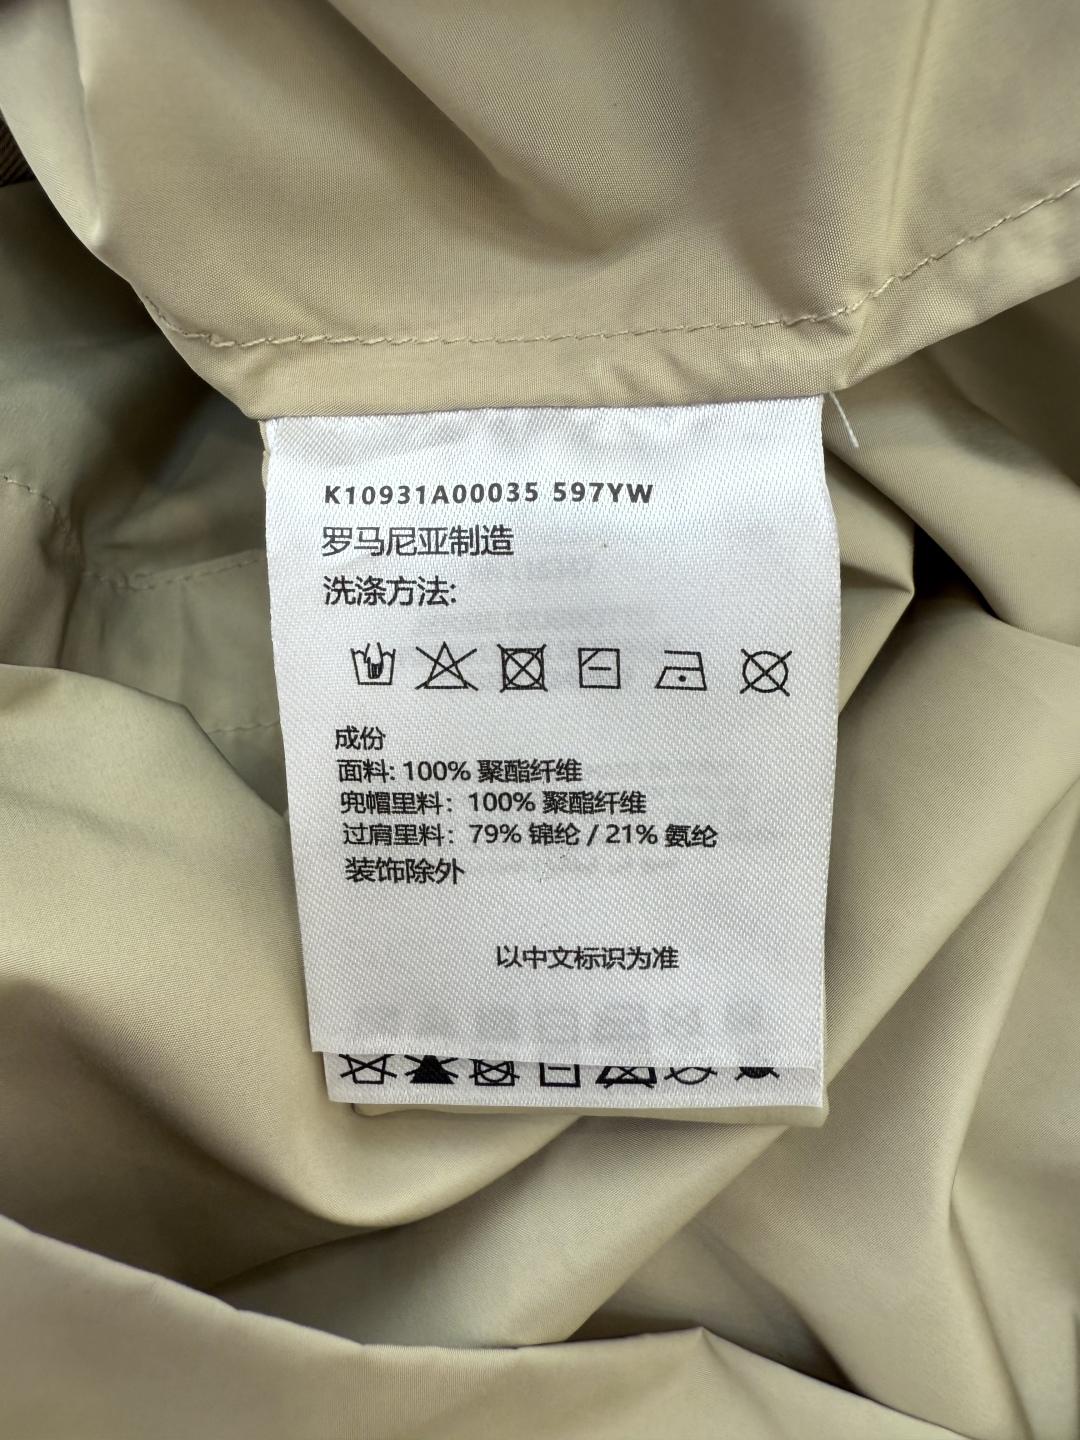 K10931A00035 597YW
罗马尼亚制造
洗涤方法:
成份
面料: 100% 聚酯纤维
兜帽里料: 100% 聚酯纤维
过肩里料: 79% 锦纶 / 21% 氨纶
装饰除外
以中文标识为准